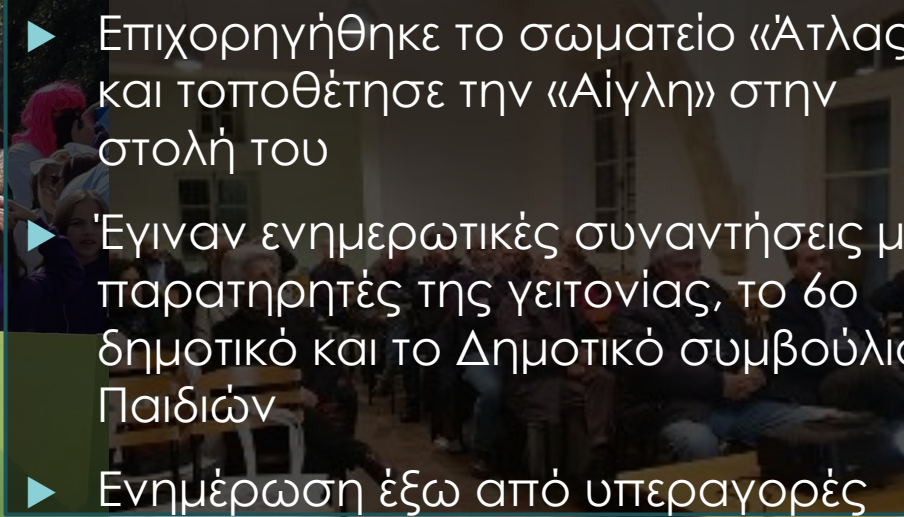 Επιχορηγήθηκε το σωματείο «Άτλας
και τοποθέτησε την «Αίγλη» στην
στολή του
Έγιναν ενημερωτικές συναντήσεις μ
παρατηρητές της γειτονίας, το 6ο
δημοτικό και το Δημοτικό συμβούλιο
Παιδιών
Ενημέρωση έξω από υπεραγορές